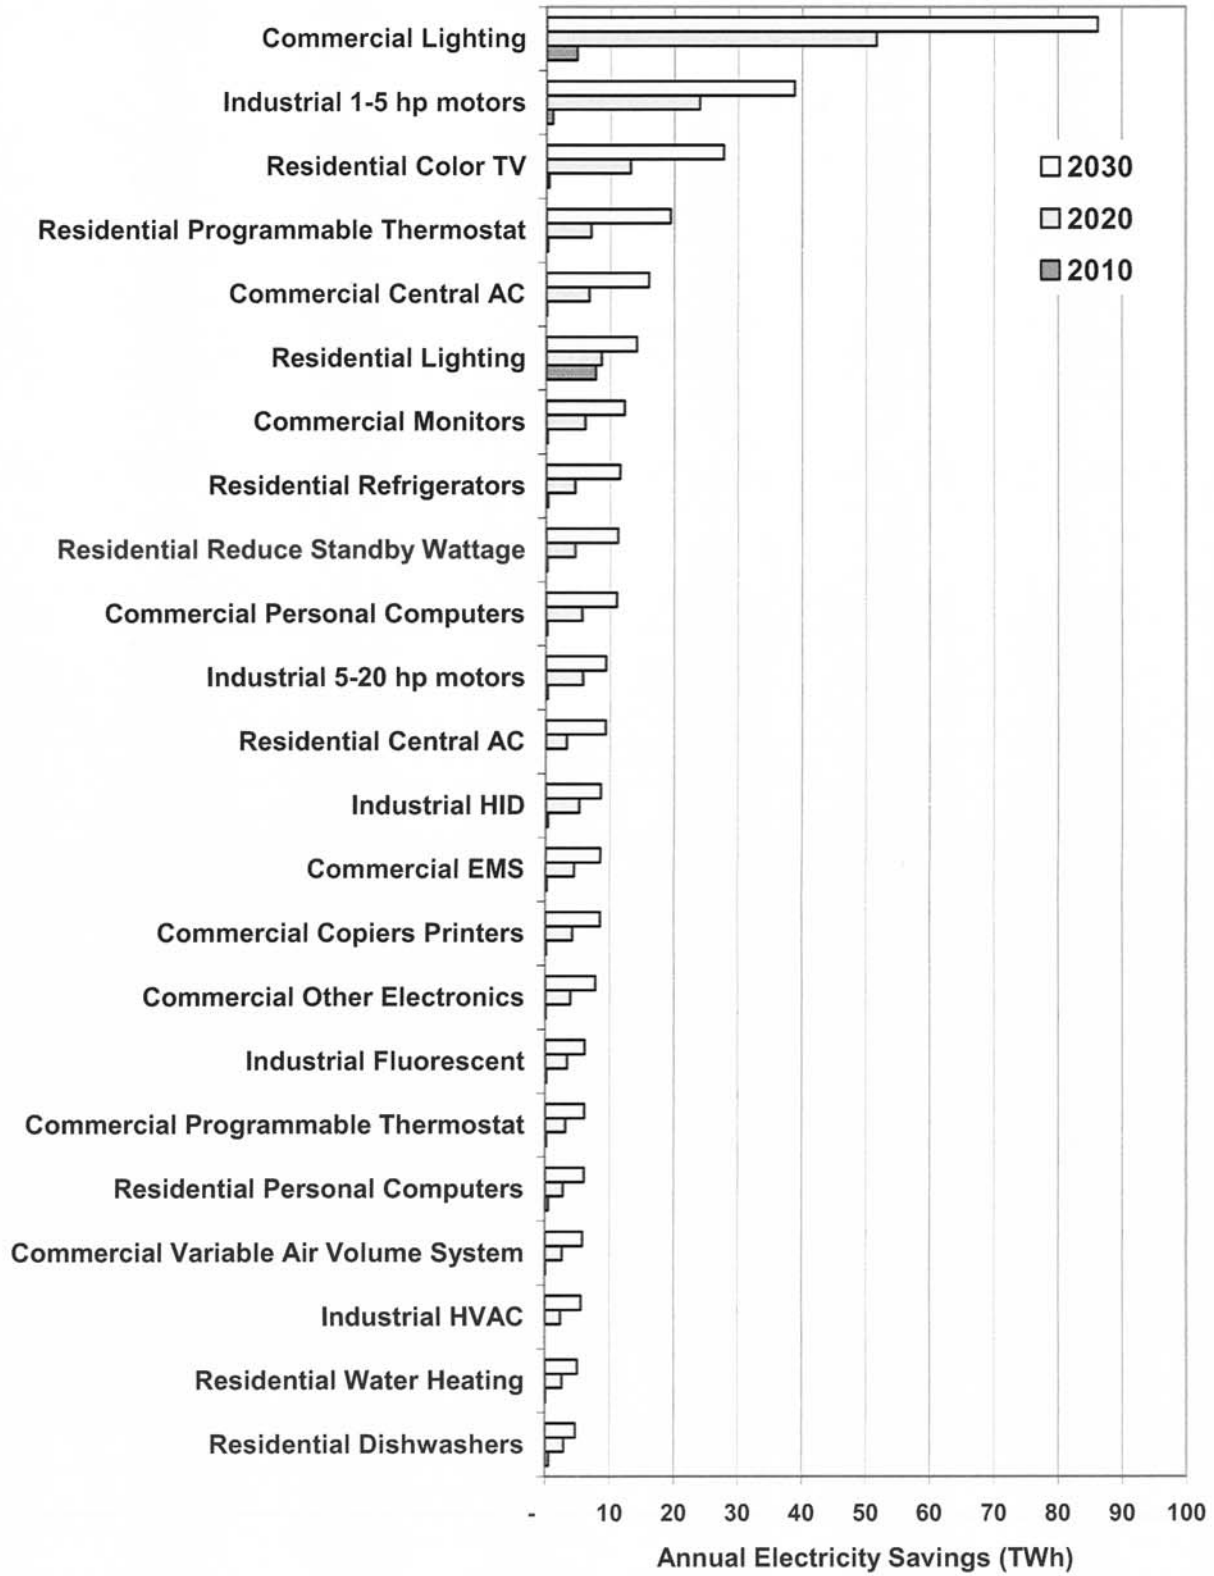 Commercial Lighting
Industrial 1-5 hp motors
Residential Color TV
Residential Programmable Thermostat
Commercial Central AC
Residential Lighting
Commercial Monitors
Residential Refrigerators
Residential Reduce Standby Wattage
Commercial Personal Computers
Industrial 5-20 hp motors
Residential Central AC
Industrial HID
Commercial EMS
Commercial Copiers Printers
Commercial Other Electronics
Industrial Fluorescent
Commercial Programmable Thermostat
Residential Personal Computers
Commercial Variable Air Volume System
Industrial HVAC
Residential Water Heating
Residential Dishwashers
2030
2020
2010
- 10 20 30 40 50 60 70 80 90 100
Annual Electricity Savings (TWh)